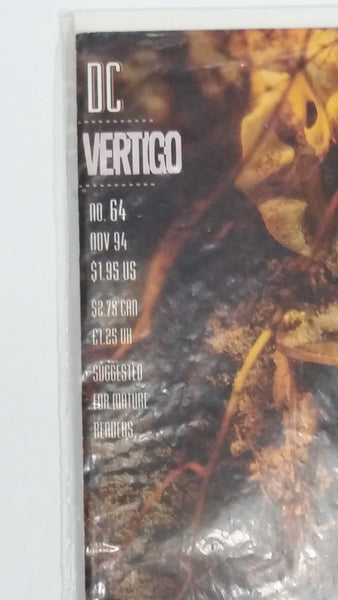 DC
VERTIGO
NO. 64
NOV 94
$1.95 US
$2.75 CAN
£1.25 UK
SUGGESTED
FOR MATURE
READERS